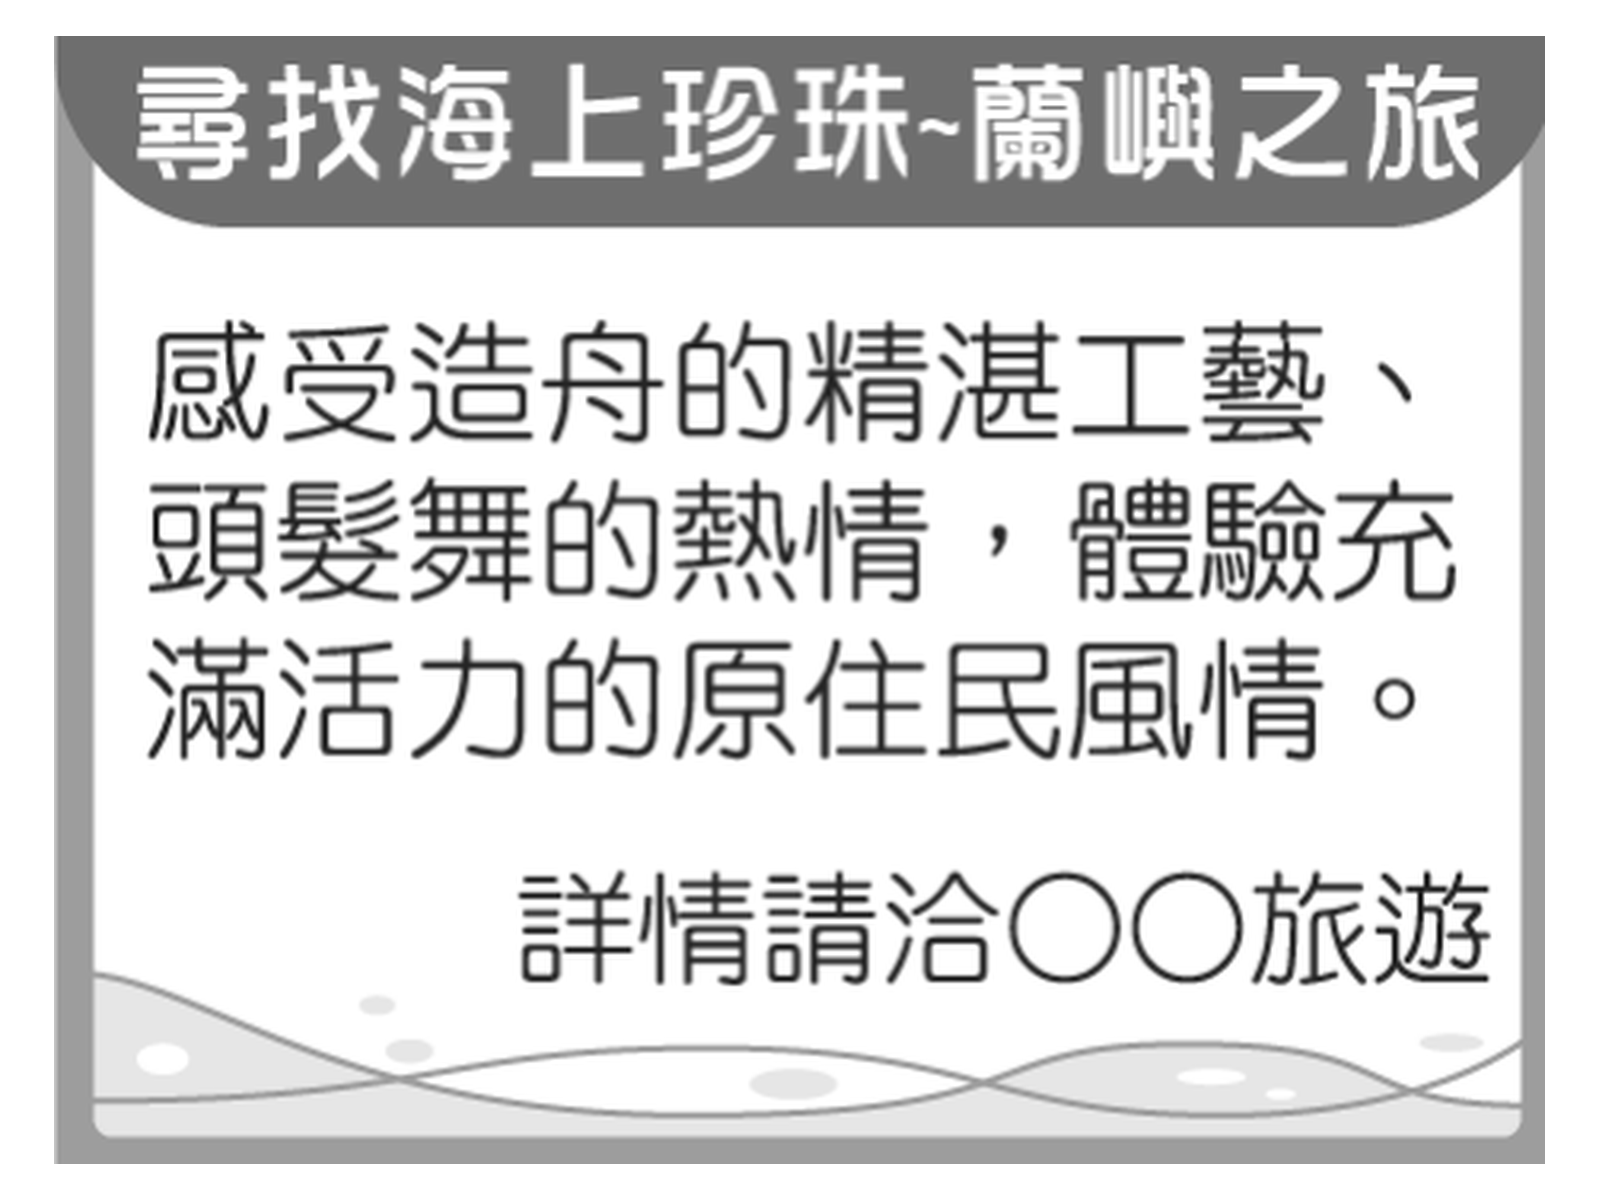 尋找海上珍珠~蘭嶼之旅
感受造舟的精湛工藝、
頭髮舞的熱情，體驗充
滿活力的原住民風情。
詳情請洽○○旅遊